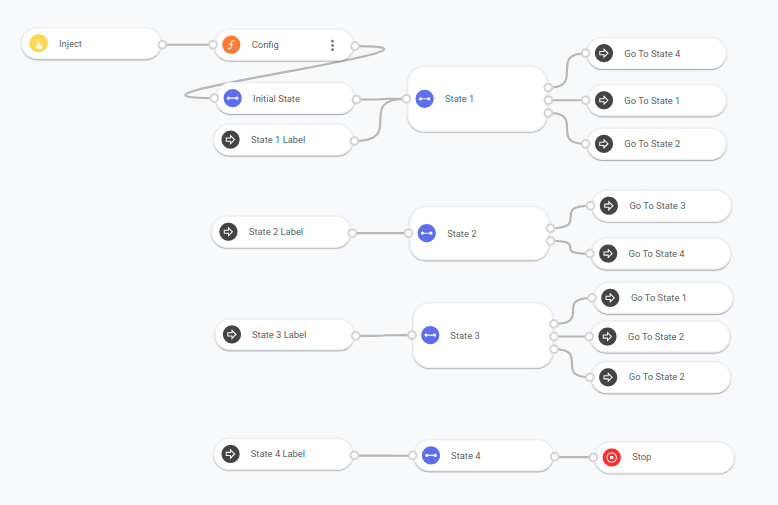 Inject
Config
Go To State 4
Initial State
State 1
Go To State 1
State 1 Label
Go To State 2
Go To State 3
State 2 Label
State 2
Go To State 4
Go To State 1
State 3 Label
State 3
Go To State 2
Go To State 2
State 4 Label
State 4
Stop